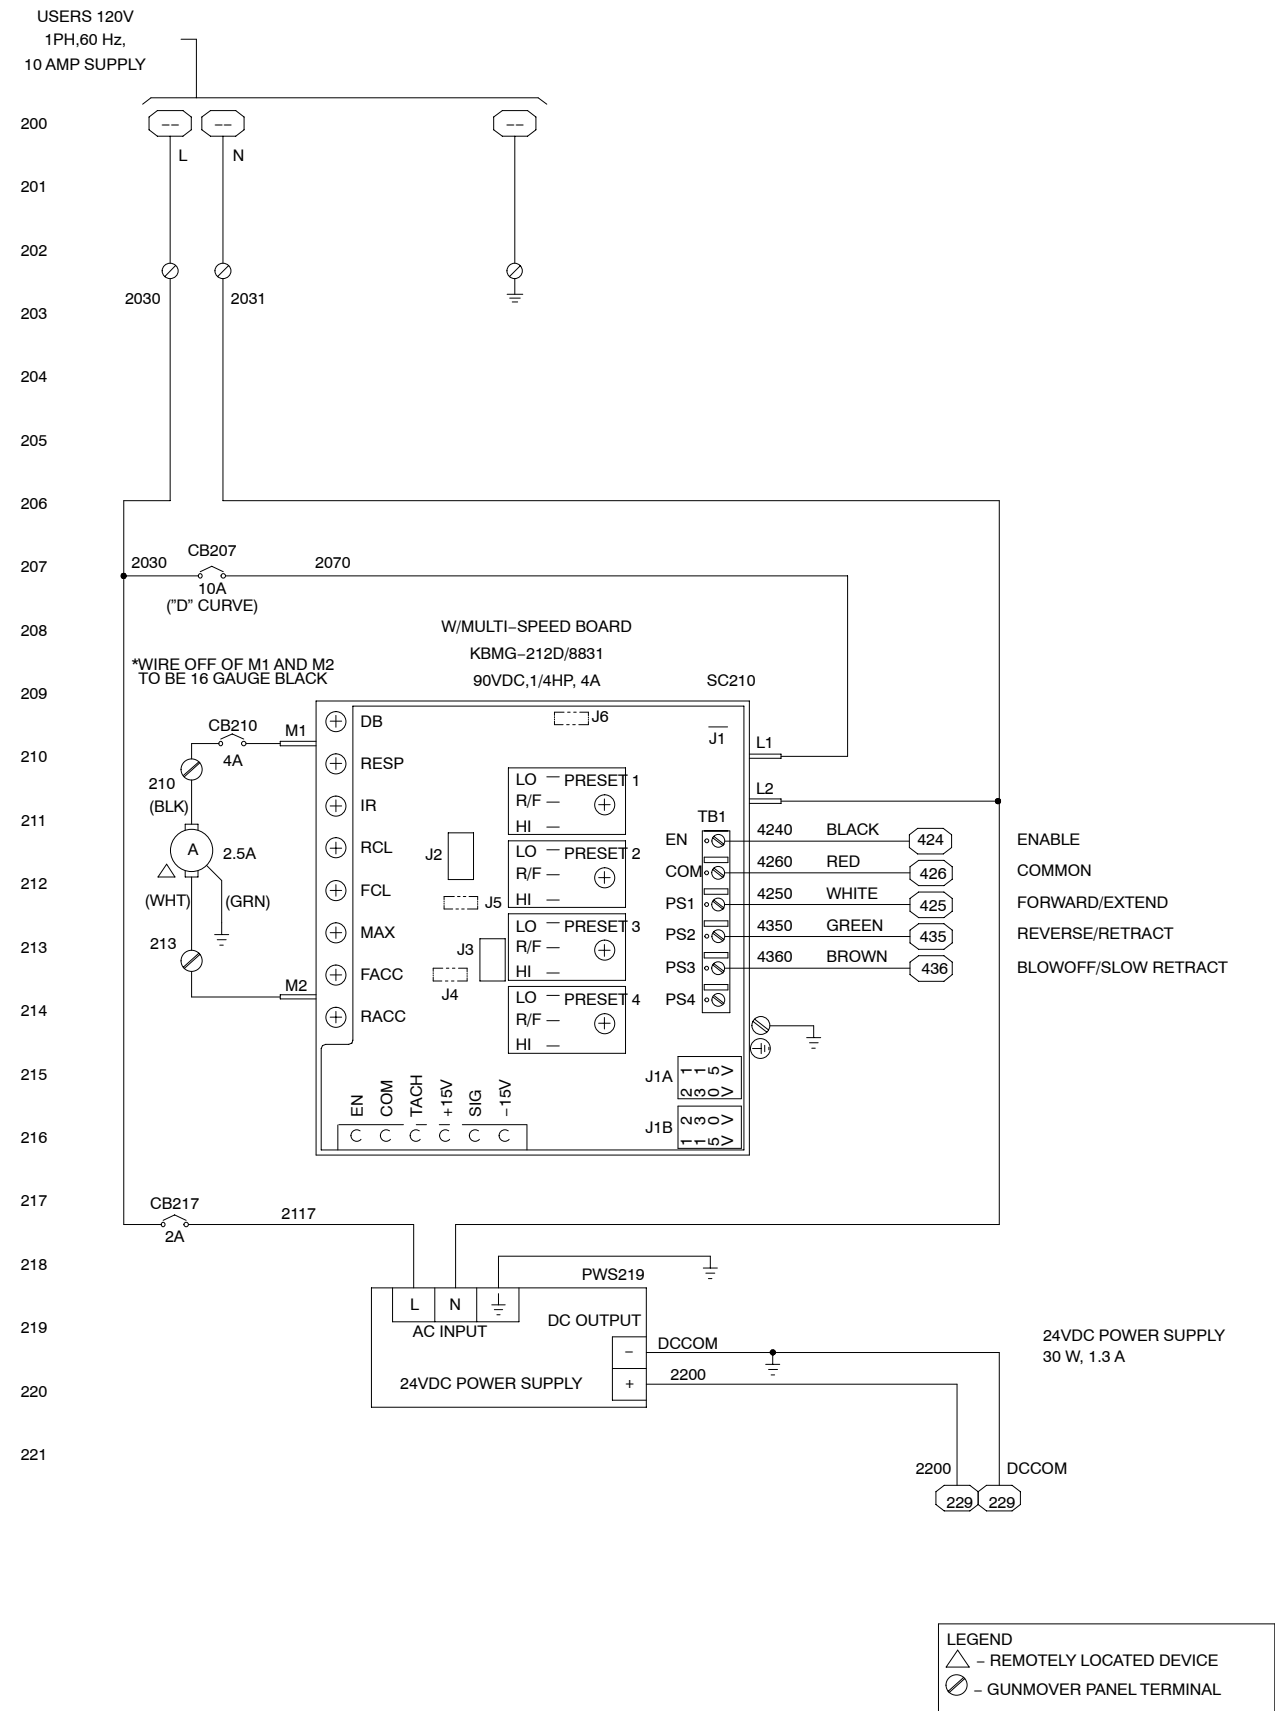 USERS 120V
1PH,60 Hz,
10 AMP SUPPLY
200
-- -- --
L N
201
202
2030 2031
203
204
205
206
207
2030
CB207
10A
("D" CURVE)
2070
208
W/MULTI-SPEED BOARD
KBMG-212D/8831
90VDC,1/4HP, 4A
SC210
*WIRE OFF OF M1 AND M2
TO BE 16 GAUGE BLACK
209
CB210
4A
M1
DB
J6
J1
L1
210
RESP
210
(BLK)
LO PRESET 1
R/F
HI
L2
IR
211
TB1
A
2.5A
RCL
J2
LO PRESET 2
R/F
HI
EN 4240 BLACK 424 ENABLE
COM 4260 RED 426 COMMON
212
(WHT) (GRN)
FCL
J5
PS1 4250 WHITE 425 FORWARD/EXTEND
213
213
MAX
J3
LO PRESET 3
R/F
HI
PS2 4350 GREEN 435 REVERSE/RETRACT
PS3 4360 BROWN 436 BLOWOFF/SLOW RETRACT
M2
FACC
J4
LO PRESET 4
R/F
HI
PS4
214
RACC
215
J1A
115V
230V
EN COM TACH +15V SIG -15V
216
J1B
230V
115V
217
CB217
2A
2117
218
PWS219
L N
AC INPUT
DC OUTPUT
219
-
DCCOM
24VDC POWER SUPPLY
30 W, 1.3 A
220
24VDC POWER SUPPLY
+
2200
221
2200 DCCOM
229 229
LEGEND
- REMOTELY LOCATED DEVICE
- GUNMOVER PANEL TERMINAL